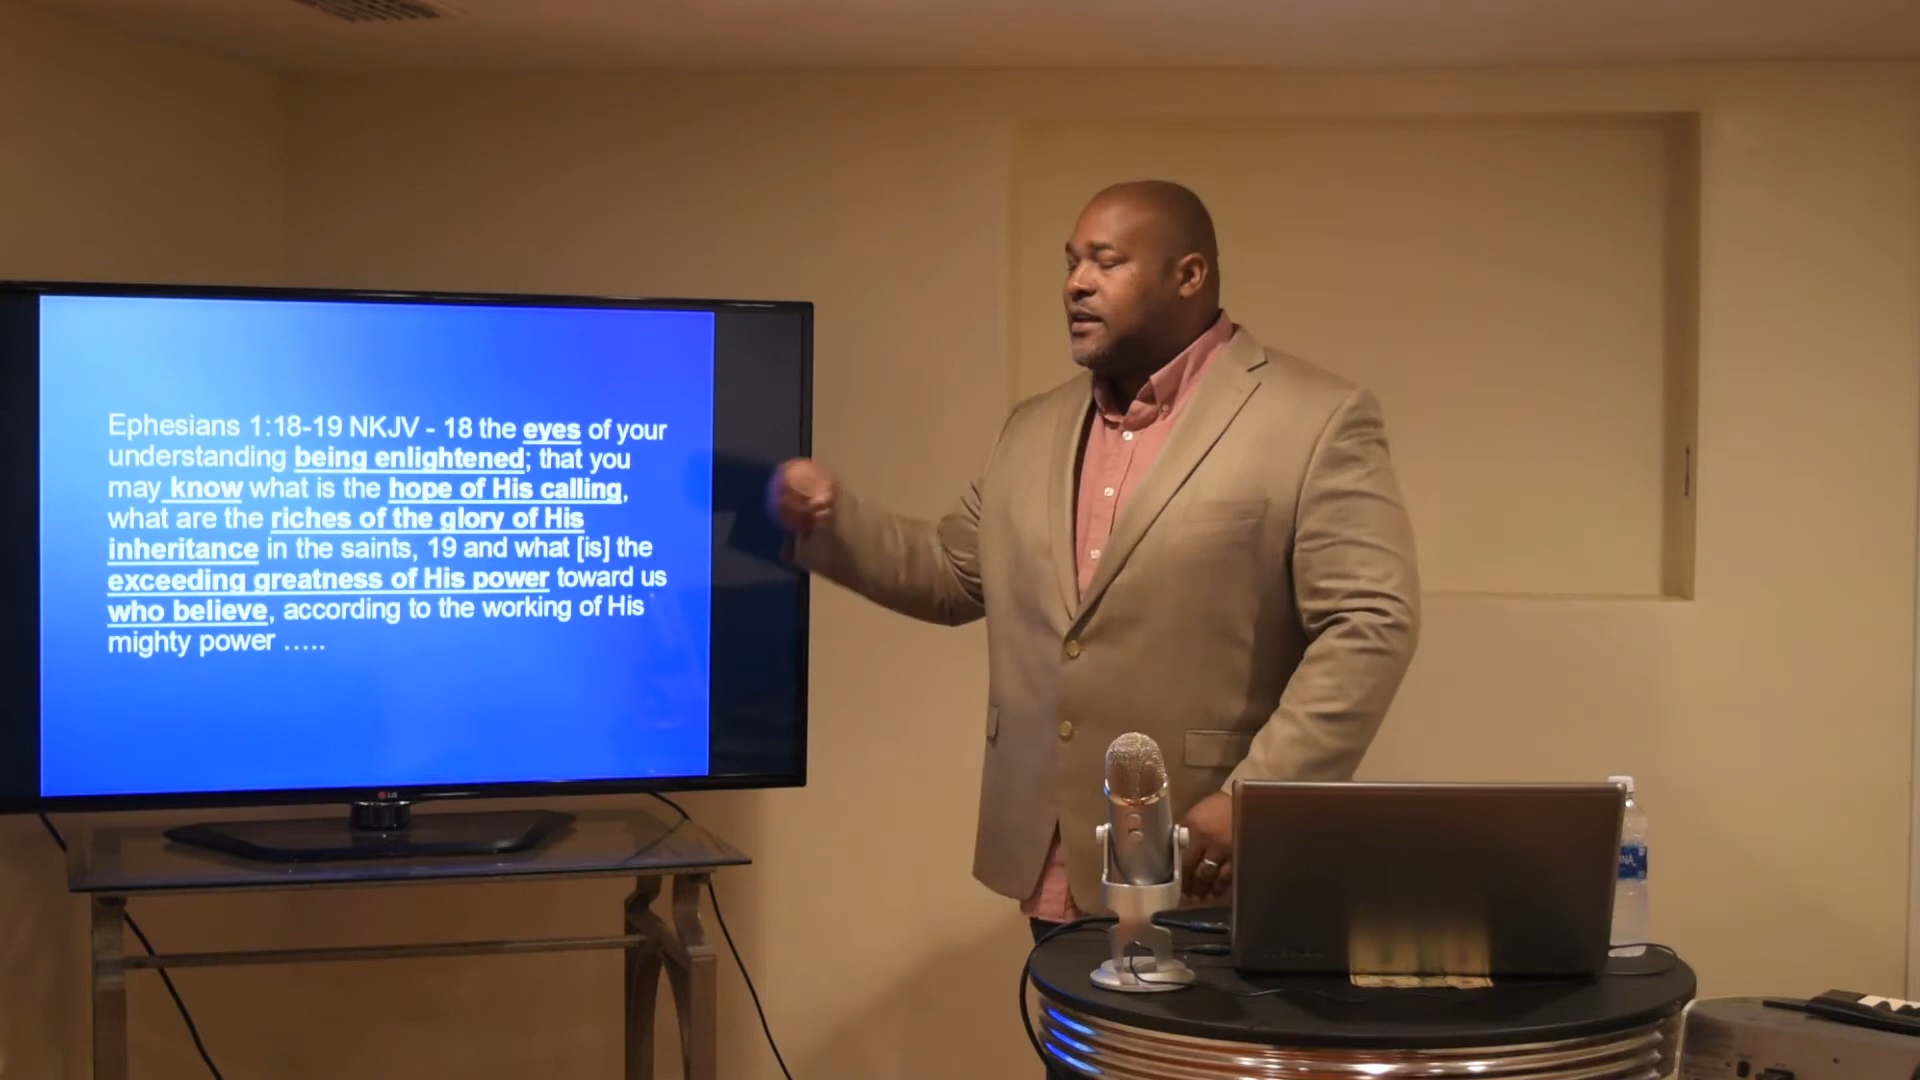 Ephesians 1:18-19 NKJV - 18 the eyes of your
understanding being enlightened; that you
may know what is the hope of His calling,
what are the riches of the glory of His
inheritance in the saints, 19 and what [is] the
exceeding greatness of His power toward us
who believe, according to the working of His
mighty power .....
LG